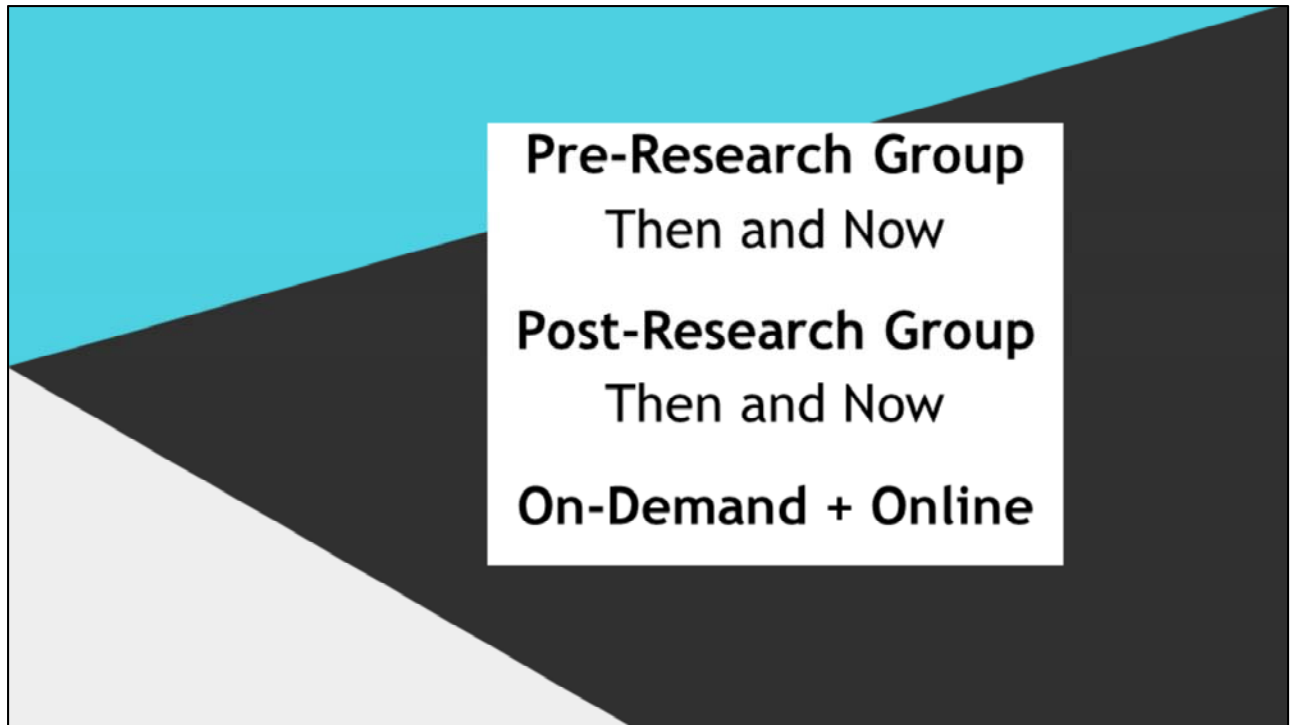 Pre-Research Group
Then and Now
Post-Research Group
Then and Now
On-Demand + Online